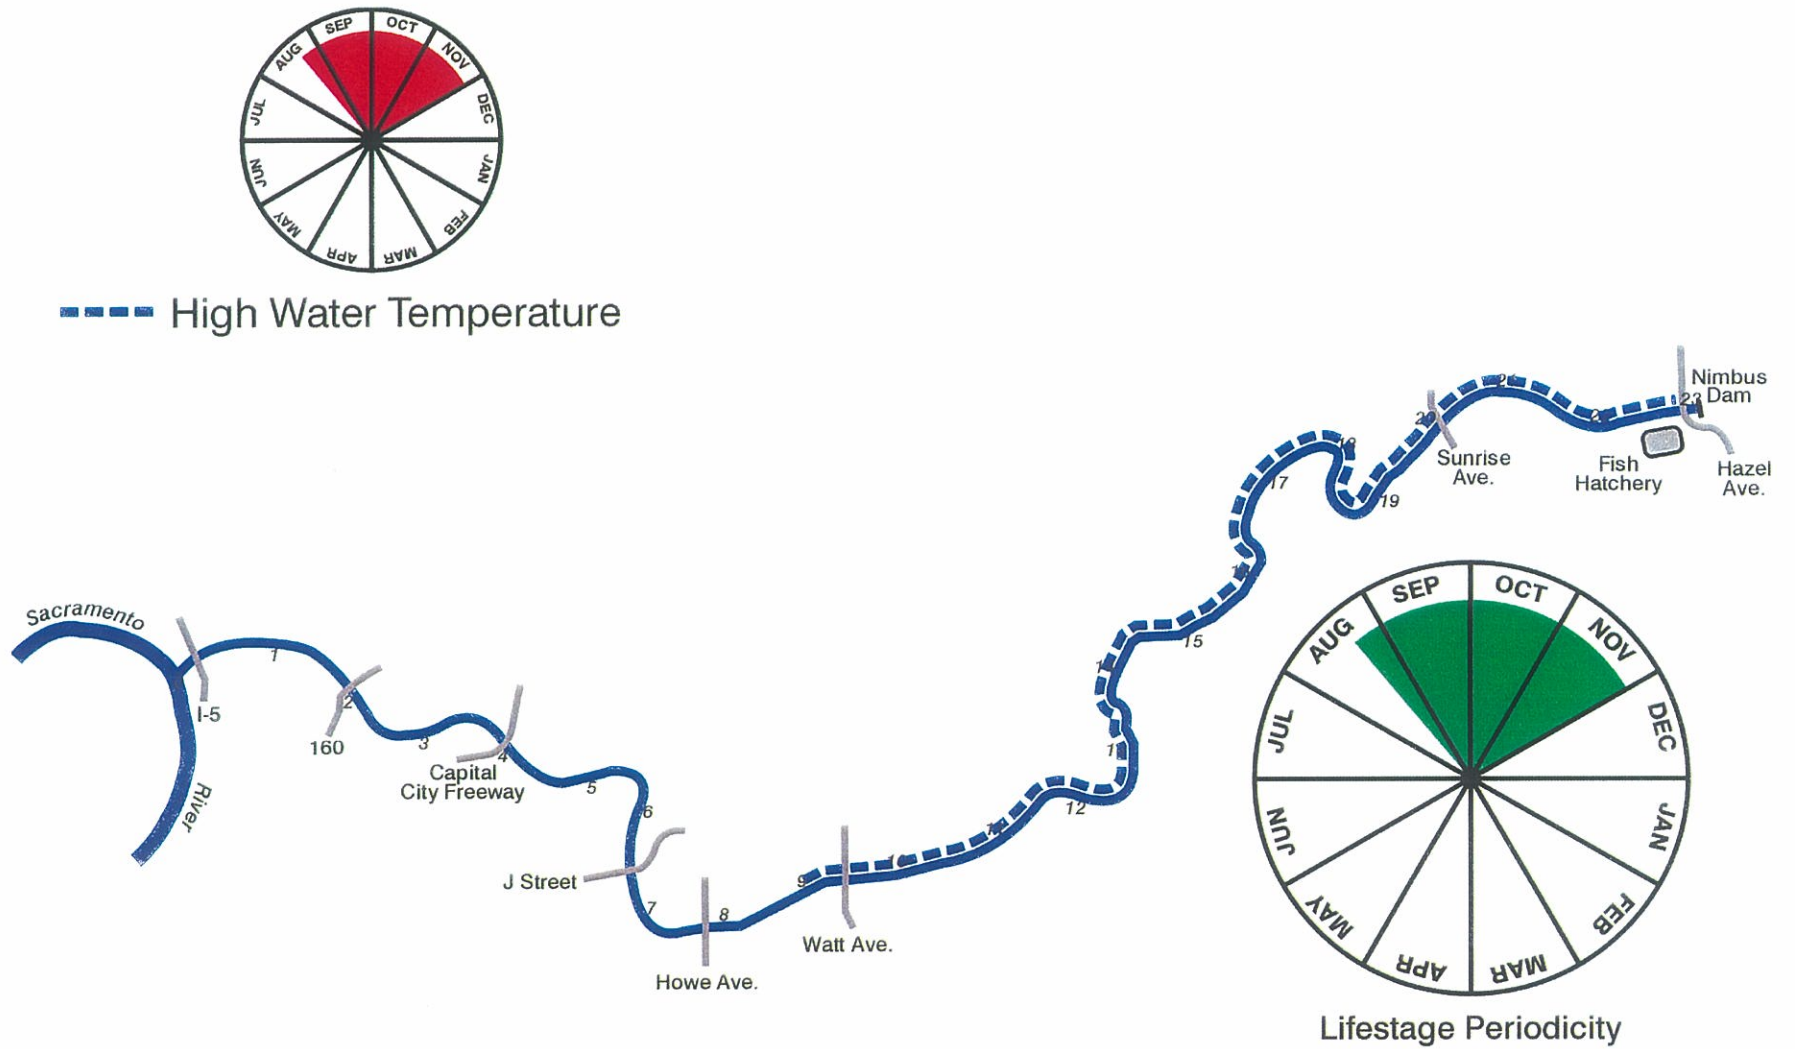 SEP
OCT
AUG
NOV
JUL
DEC
JUN
JAN
MAY
FEB
APR
MAR
High Water Temperature
Nimbus
Dam
23
21
Sunrise
Ave.
Fish
Hatchery
Hazel
Ave.
17
19
15
12
Sacramento
River
I-5
1
2
160
3
4
Capital
City Freeway
5
6
J Street
7
8
9
10
Howe Ave.
Watt Ave.
SEP
OCT
AUG
NOV
JUL
DEC
JUN
JAN
MAY
FEB
APR
MAR
Lifestage Periodicity